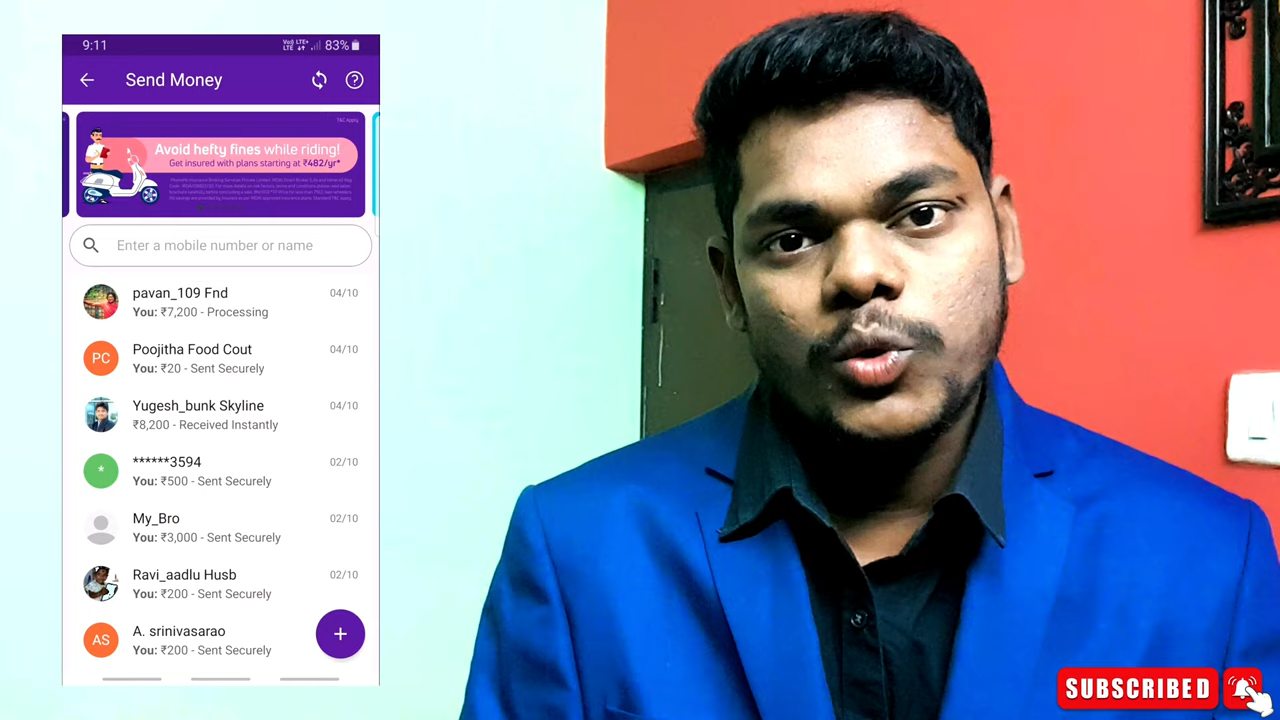 9:11
Vo)) LTE+
LTE
83%
Send Money
T&C Apply
Avoid hefty fines while riding!
Get insured with plans starting at ₹482/yr*
Enter a mobile number or name
pavan_109 Fnd
04/10
You: ₹7,200 - Processing
PC
Poojitha Food Cout
04/10
You: ₹20 - Sent Securely
Yugesh_bunk Skyline
04/10
₹8,200 - Received Instantly
*
******3594
02/10
You: ₹500 - Sent Securely
My_Bro
02/10
You: ₹3,000 - Sent Securely
Ravi_aadlu Husb
02/10
You: ₹200 - Sent Securely
AS
A. srinivasarao
You: ₹200 - Sent Securely
+
SUBSCRIBED